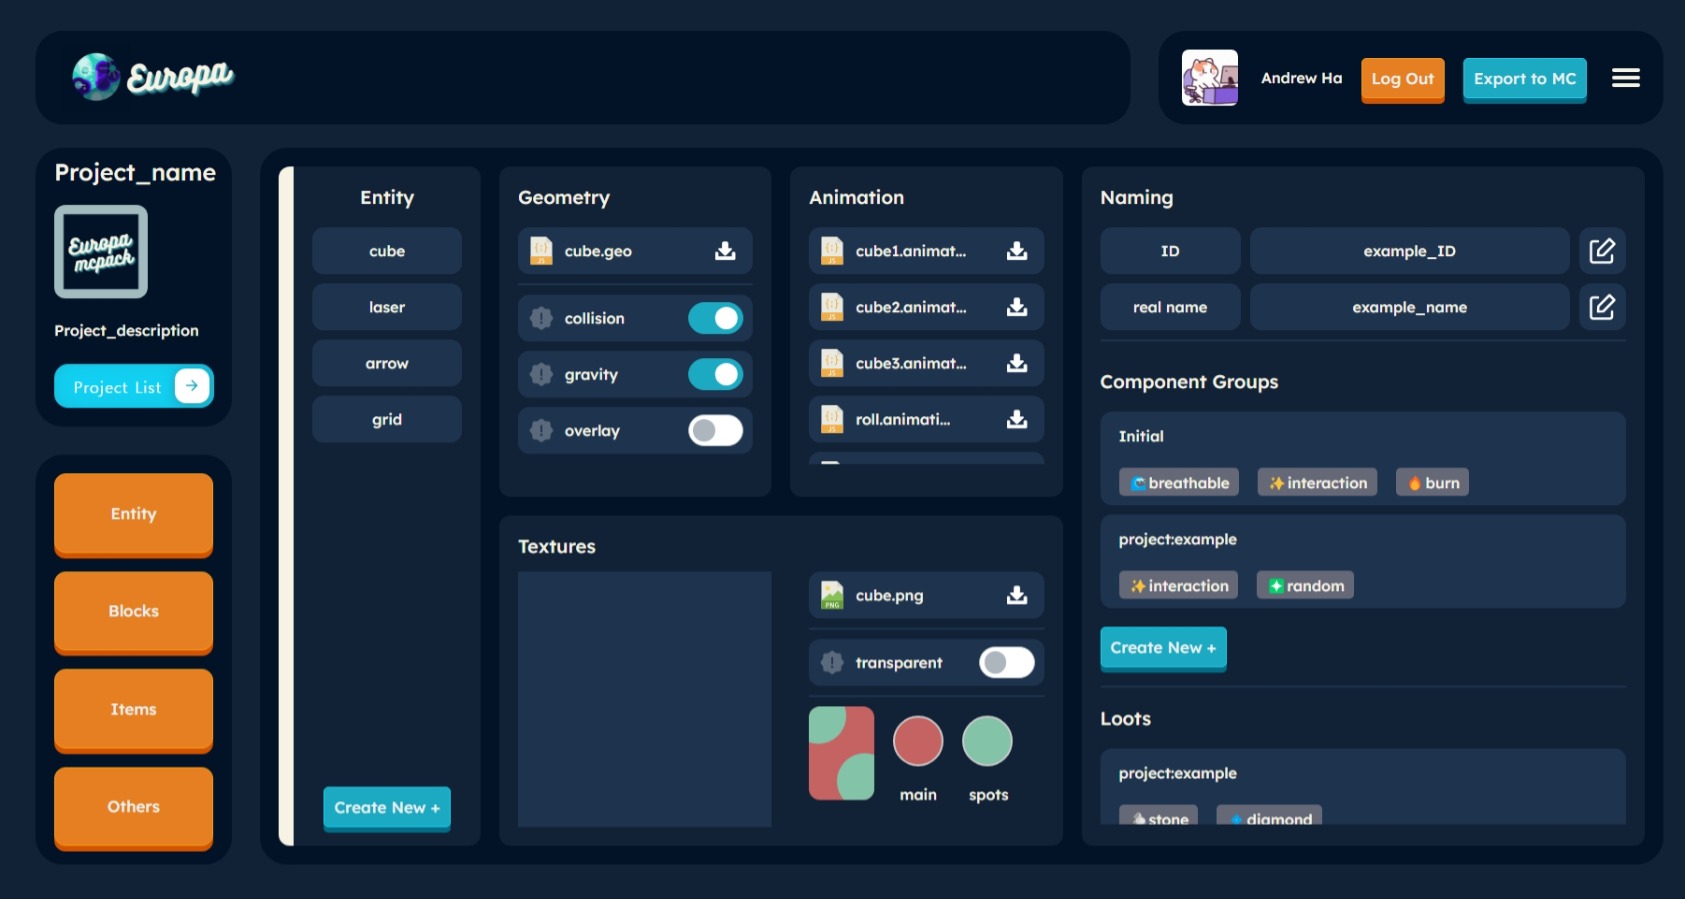 Europa
Andrew Ha
Log Out
Export to MC
Project_name
Europa
mcpack
Project_description
Project List
Entity
Blocks
Items
Others
Entity
cube
laser
arrow
grid
Create New +
Geometry
cube.geo
collision
gravity
overlay
Animation
cube1.animat...
cube2.animat...
cube3.animat...
roll.animati...
Textures
cube.png
transparent
main
spots
Naming
ID
example_ID
real name
example_name
Component Groups
Initial
breathable
interaction
burn
project:example
interaction
random
Create New +
Loots
project:example
stone
diamond